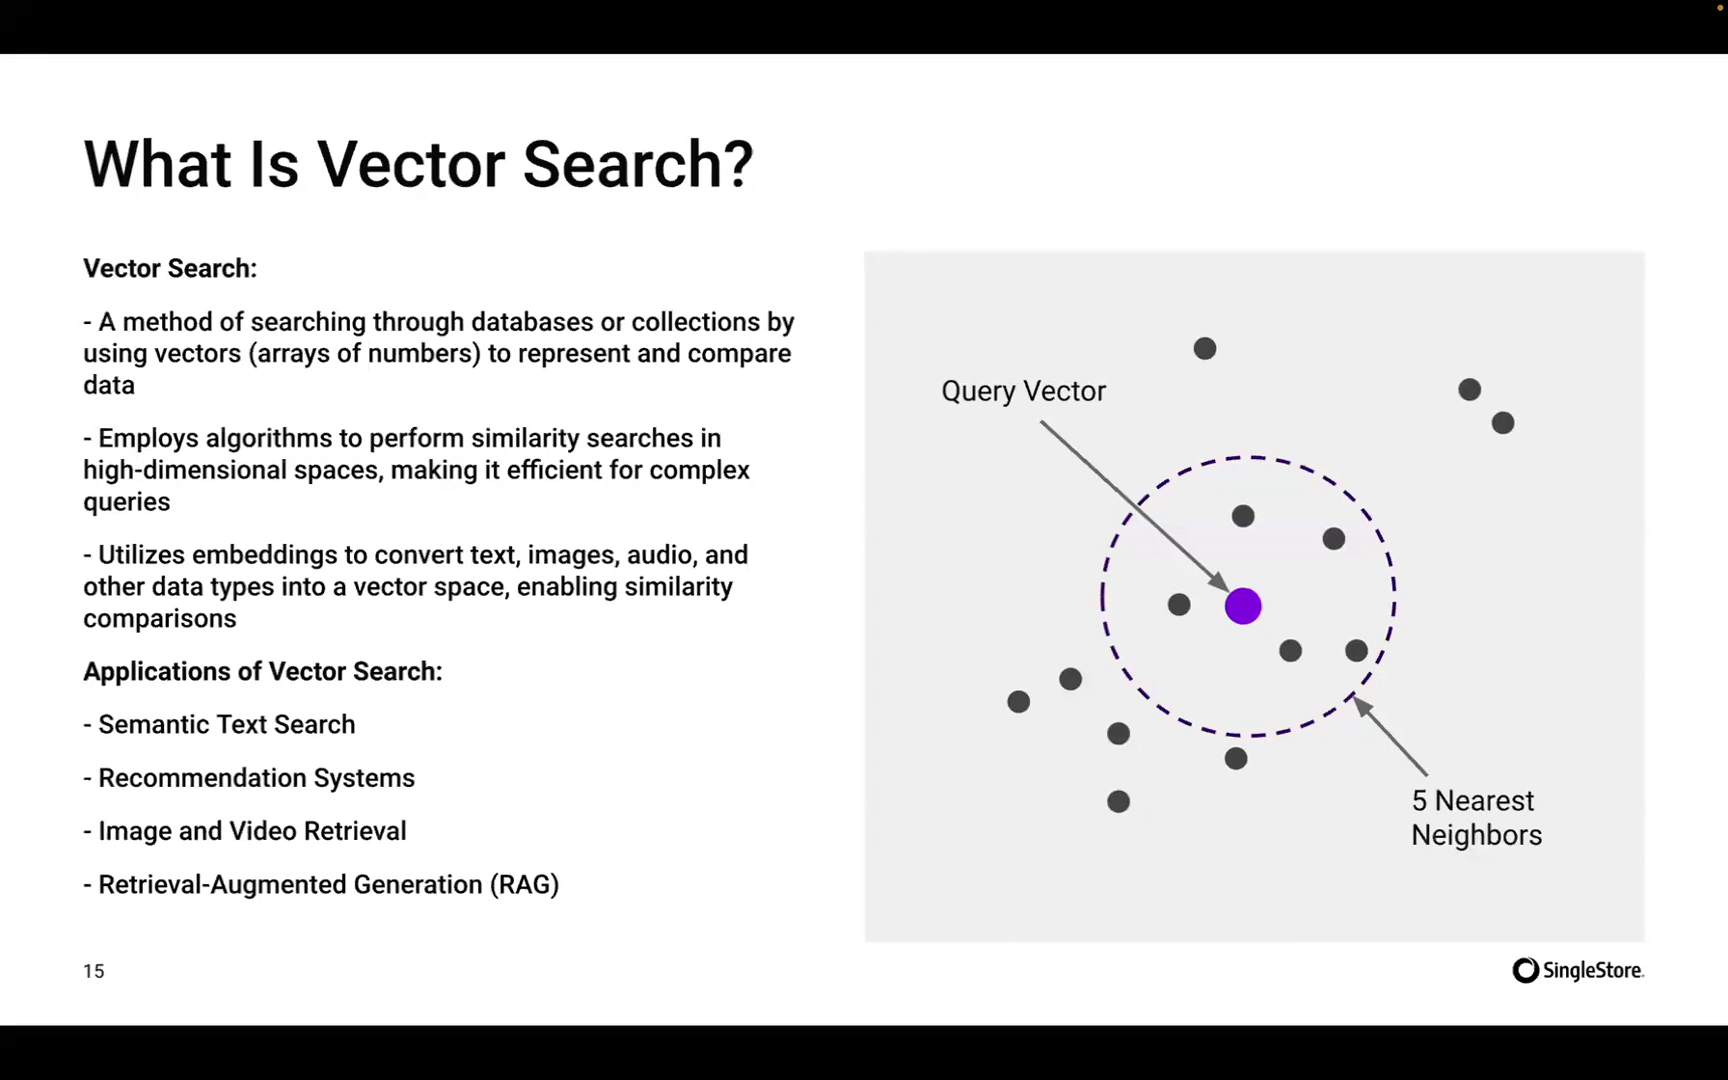 What Is Vector Search?
Vector Search:
- A method of searching through databases or collections by
using vectors (arrays of numbers) to represent and compare
data
- Employs algorithms to perform similarity searches in
high-dimensional spaces, making it efficient for complex
queries
- Utilizes embeddings to convert text, images, audio, and
other data types into a vector space, enabling similarity
comparisons
Applications of Vector Search:
- Semantic Text Search
- Recommendation Systems
- Image and Video Retrieval
- Retrieval-Augmented Generation (RAG)
Query Vector
5 Nearest
Neighbors
15
SingleStore